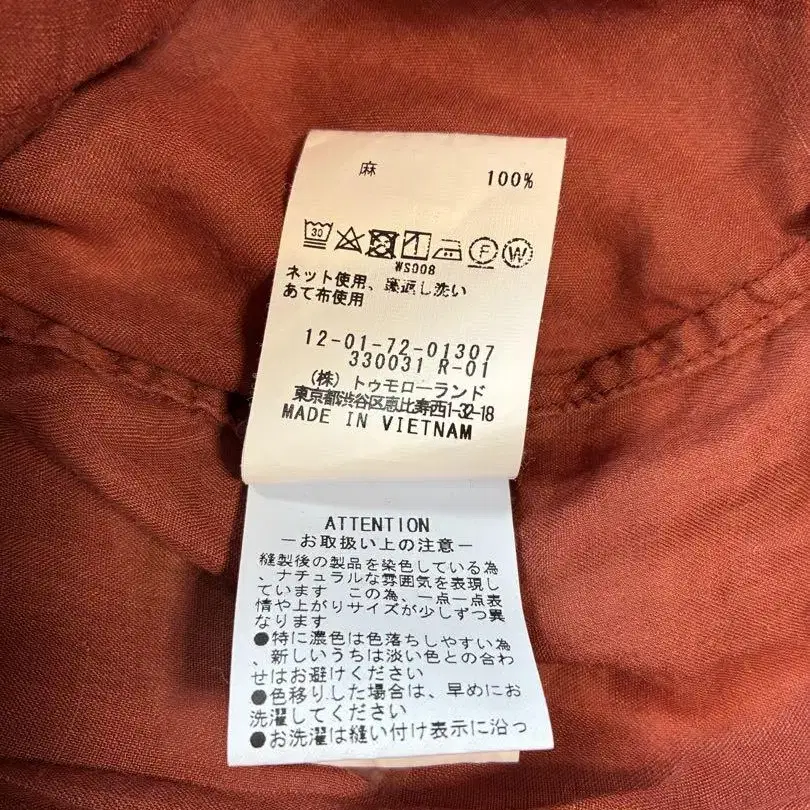 麻 100%
30 F W
WS008
ネット使用、裏返し洗い
あて布使用
12-01-72-01307
330031 R-01
(株) トゥモローランド
東京都渋谷区恵比寿西1-32-18
MADE IN VIETNAM
ATTENTION
ーお取扱い上の注意ー
縫製後の製品を染色している為
、ナチュラルな雰囲気を表現し
ています この為、一点一点表
情や上がりサイズが少しずつ異
なります
●特に濃色は色落ちしやすい為
、新しいうちは淡い色との合わ
せはお避けください
●色移りした場合は、早めにお
洗濯してください
●お洗濯は縫い付け表示に沿っ